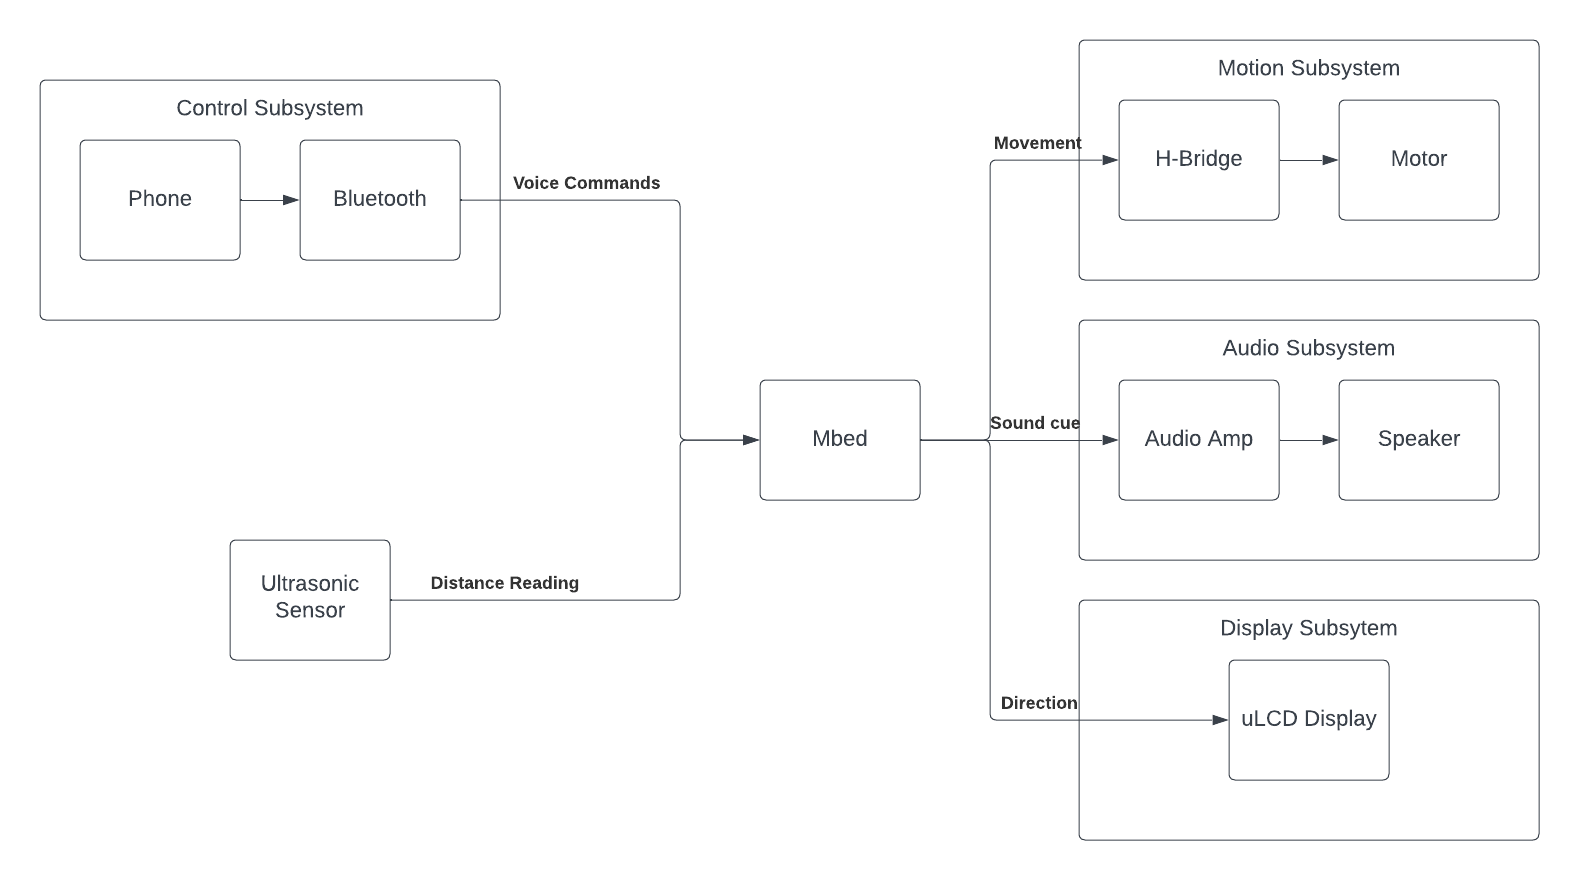 Control Subsystem
Phone
Bluetooth
Voice Commands
Ultrasonic
Sensor
Distance Reading
Mbed
Movement
Motion Subsystem
H-Bridge
Motor
Sound cue
Audio Subsystem
Audio Amp
Speaker
Direction
Display Subsytem
uLCD Display